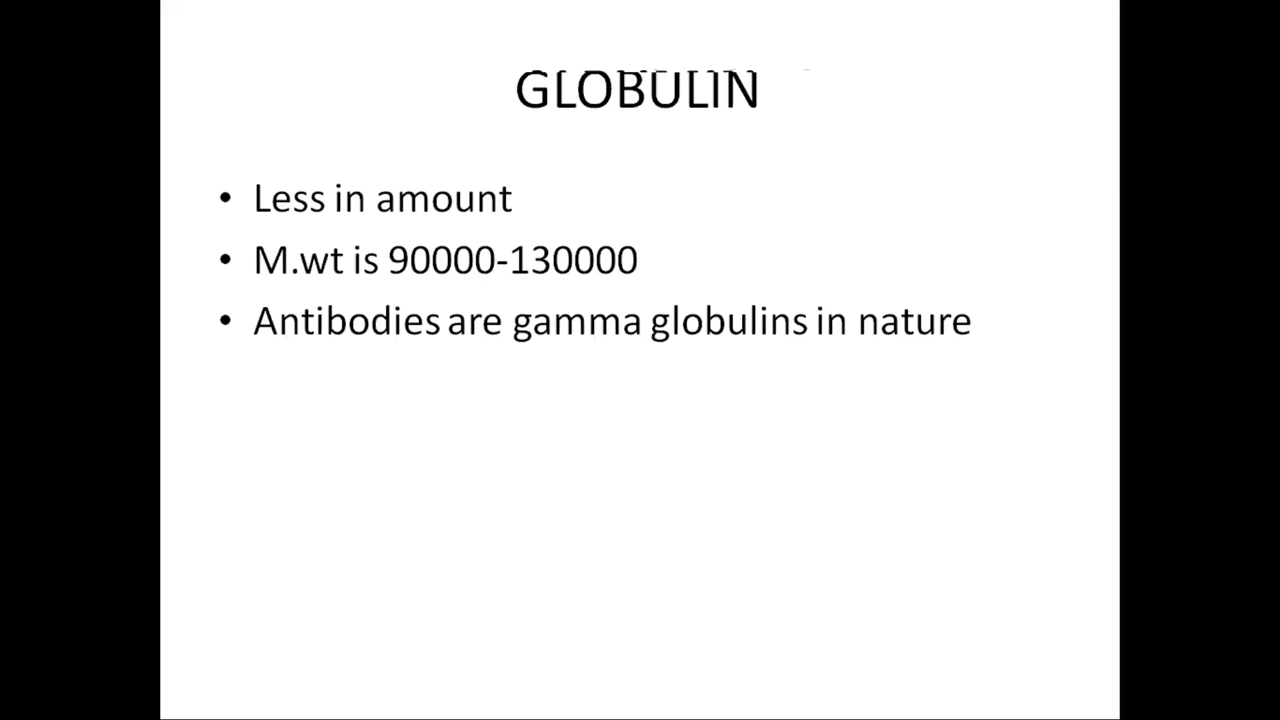 GLOBULIN
• Less in amount
• M.wt is 90000-130000
• Antibodies are gamma globulins in nature